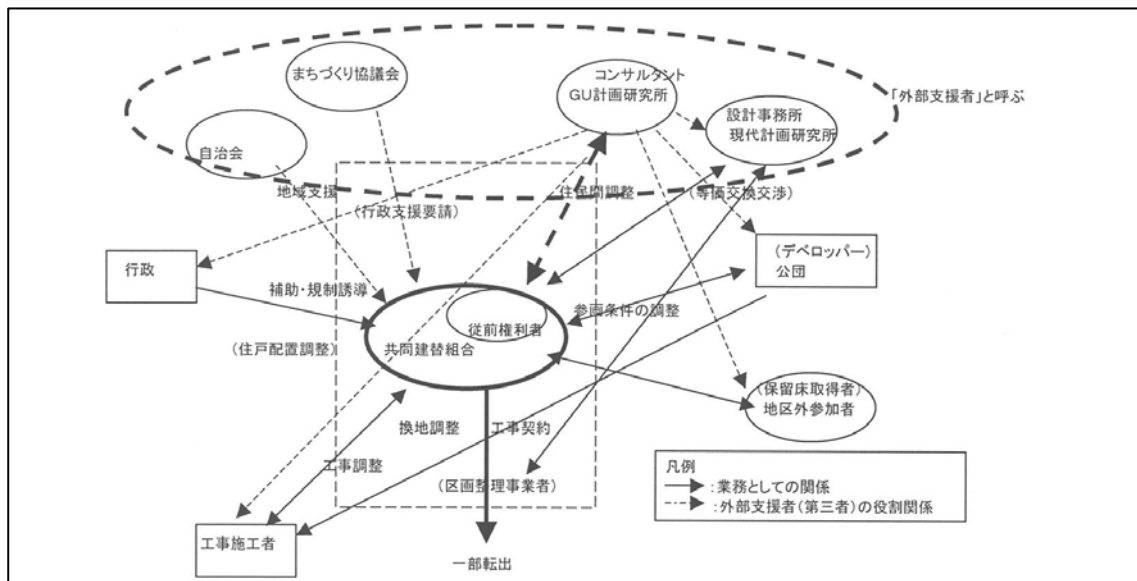 まちづくり協議会
コンサルタント
GU計画研究所
「外部支援者」と呼ぶ
設計事務所
現代計画研究所
自治会
地域支援
住民間調整
(等価交換交渉)
(行政支援要請)
(デベロッパー)
公団
行政
補助・規制誘導
参画条件の調整
従前権利者
共同建替組合
(住戸配置調整)
(保留床取得者)
地区外参加者
換地調整
工事契約
工事調整
(区画整理事業者)
凡例
:業務としての関係
:外部支援者(第三者)の役割関係
工事施工者
一部転出